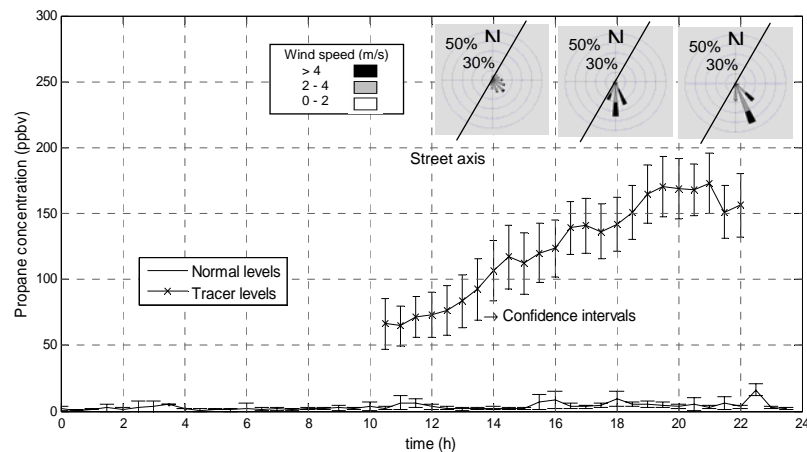 300
250
200
150
100
50
0
Propane concentration (ppbv)
Wind speed (m/s)
> 4
2 - 4
0 - 2
50%
N
30%
50%
N
30%
50%
N
30%
Street axis
Normal levels
Tracer levels
→ Confidence intervals
0 2 4 6 8 10 12 14 16 18 20 22 24
time (h)